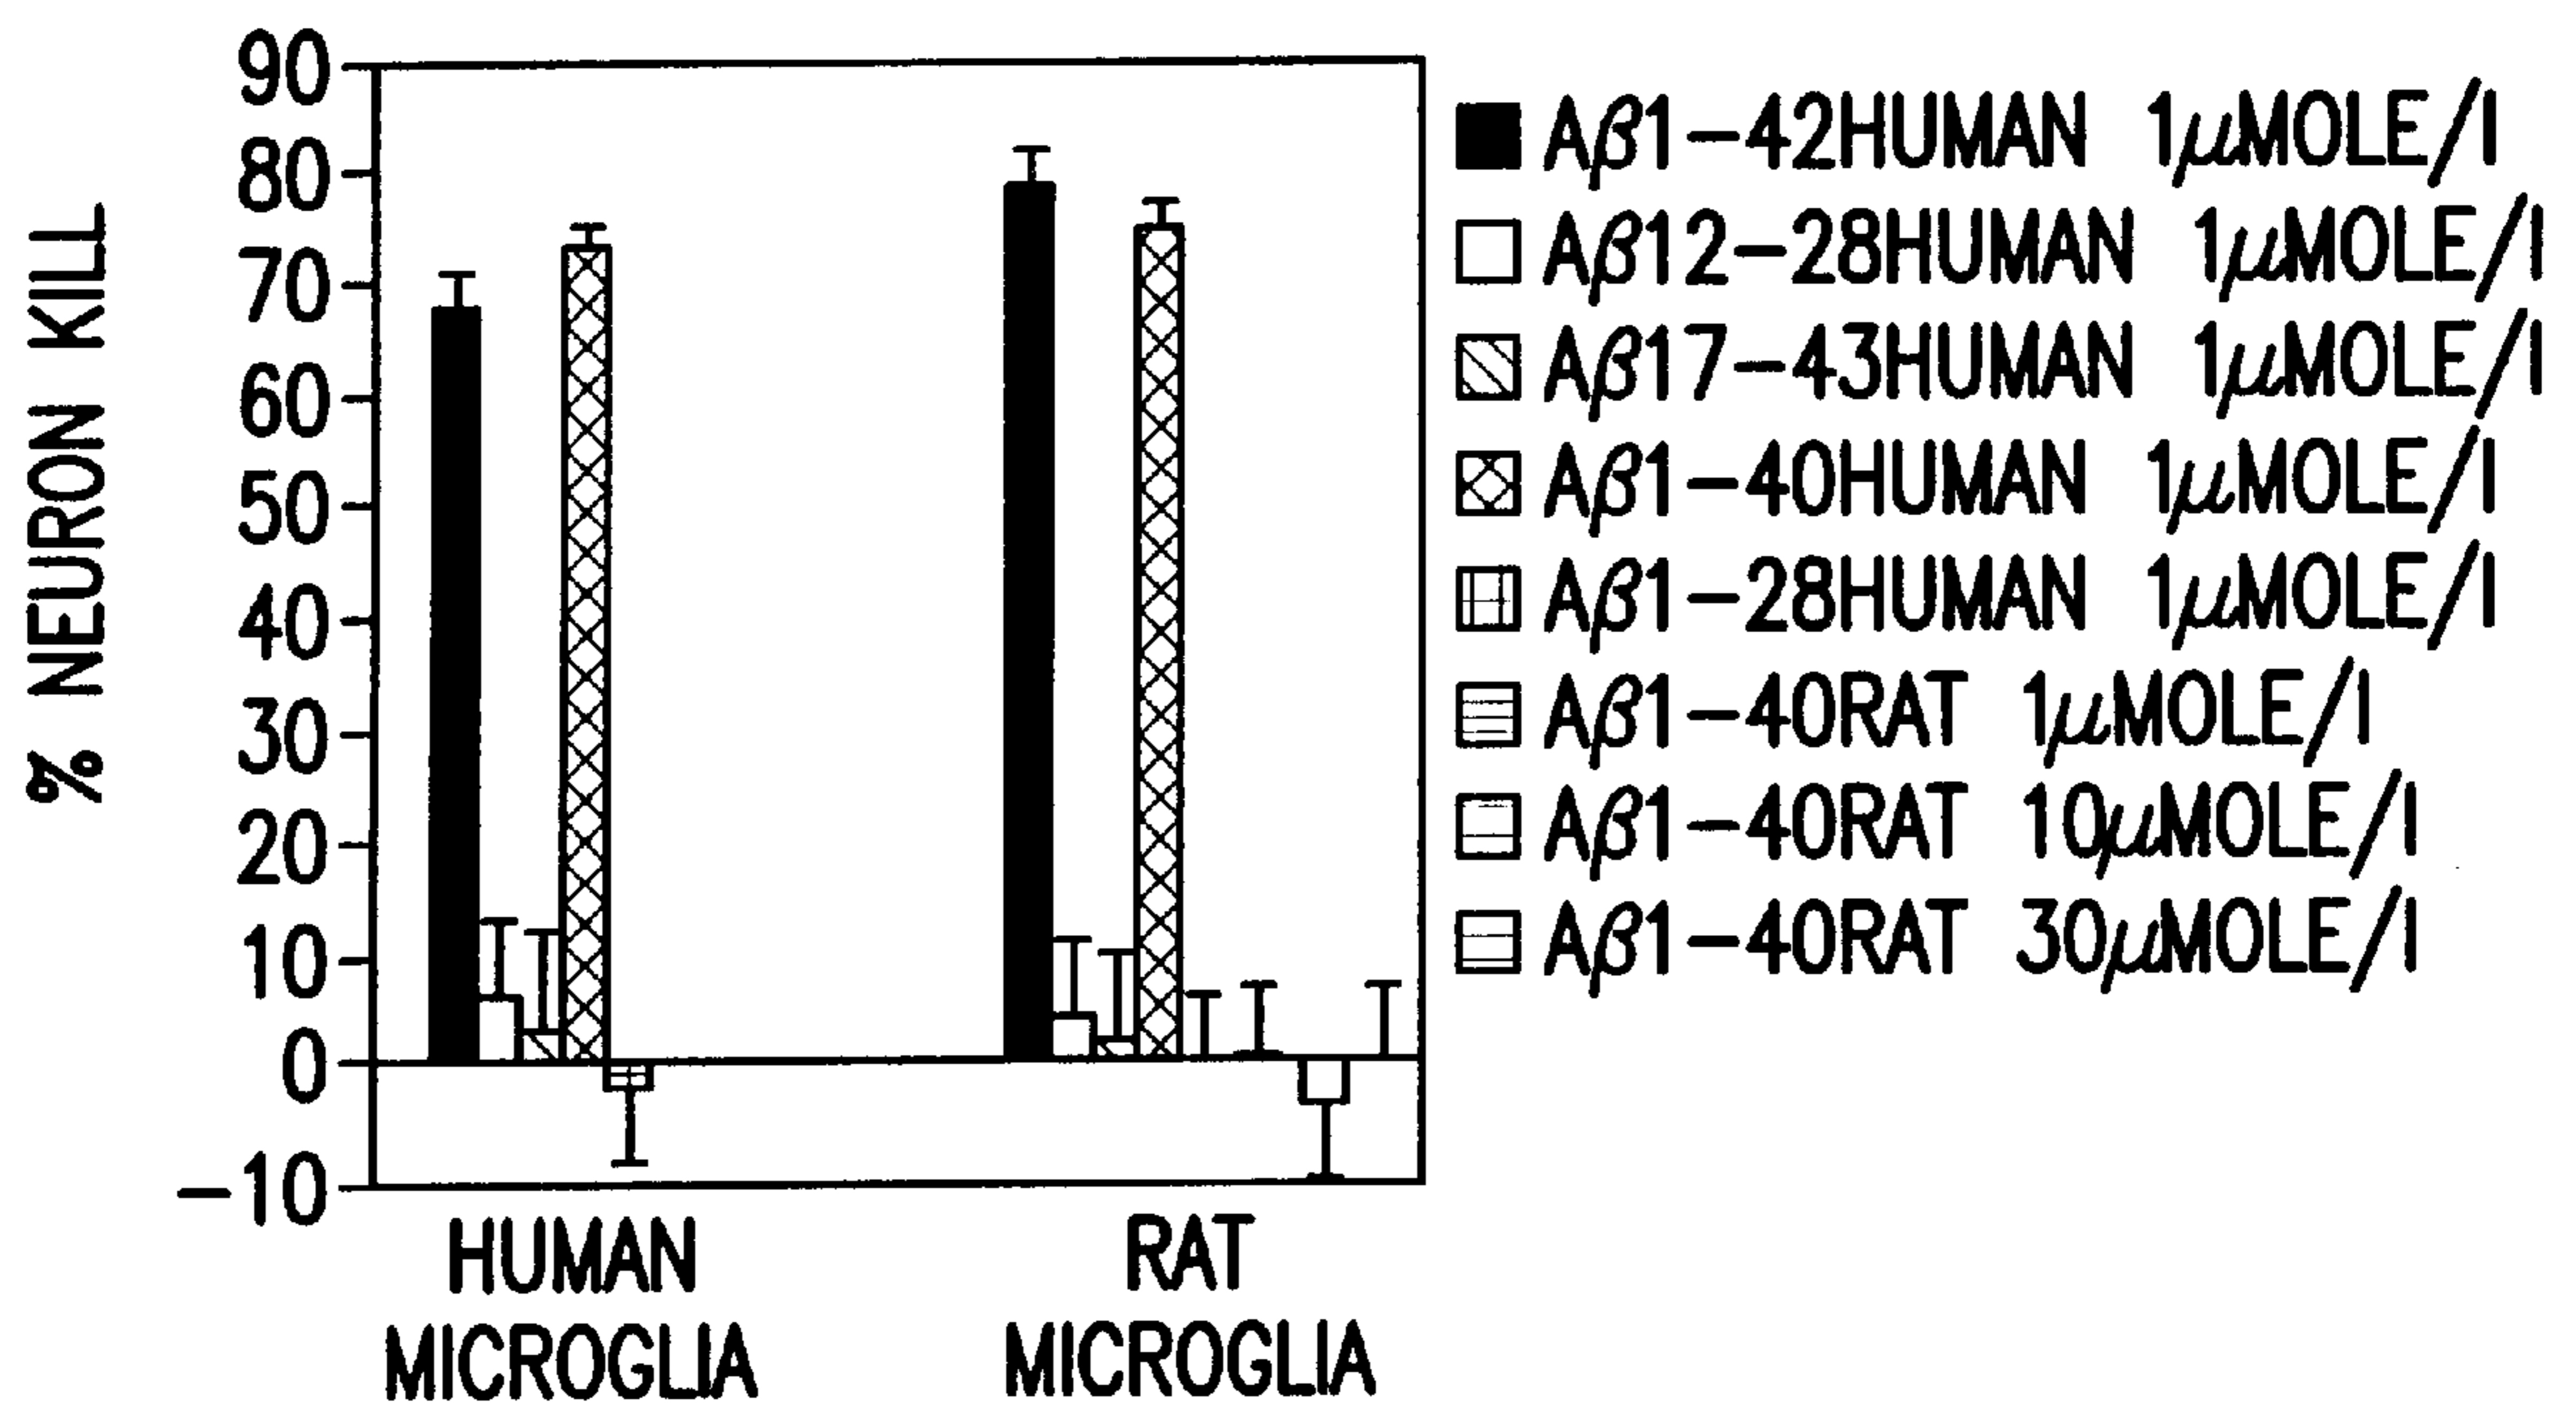 % NEURON KILL
90
80
70
60
50
40
30
20
10
0
-10
HUMAN
MICROGLIA
RAT
MICROGLIA
Aβ1-42HUMAN 1μMOLE/l
Aβ12-28HUMAN 1μMOLE/l
Aβ17-43HUMAN 1μMOLE/l
Aβ1-40HUMAN 1μMOLE/l
Aβ1-28HUMAN 1μMOLE/l
Aβ1-40RAT 1μMOLE/l
Aβ1-40RAT 10μMOLE/l
Aβ1-40RAT 30μMOLE/l